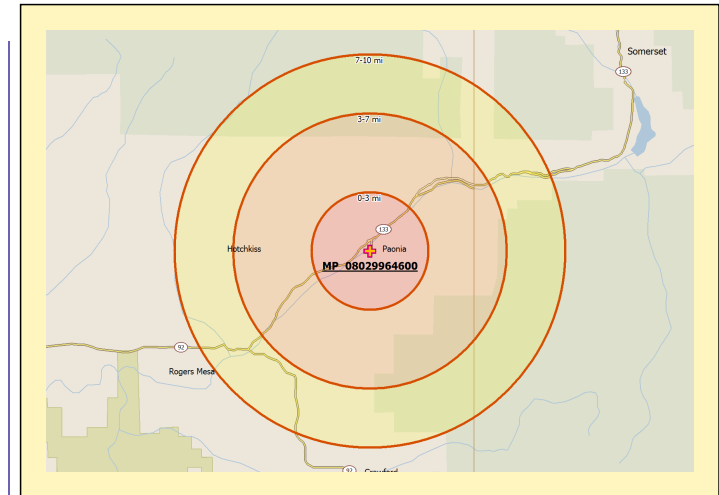 7-10 mi
Somerset
133
3-7 mi
0-3 mi
133
Hotchkiss
Paonia
MP 08029964600
92
Rogers Mesa
92
Crawford